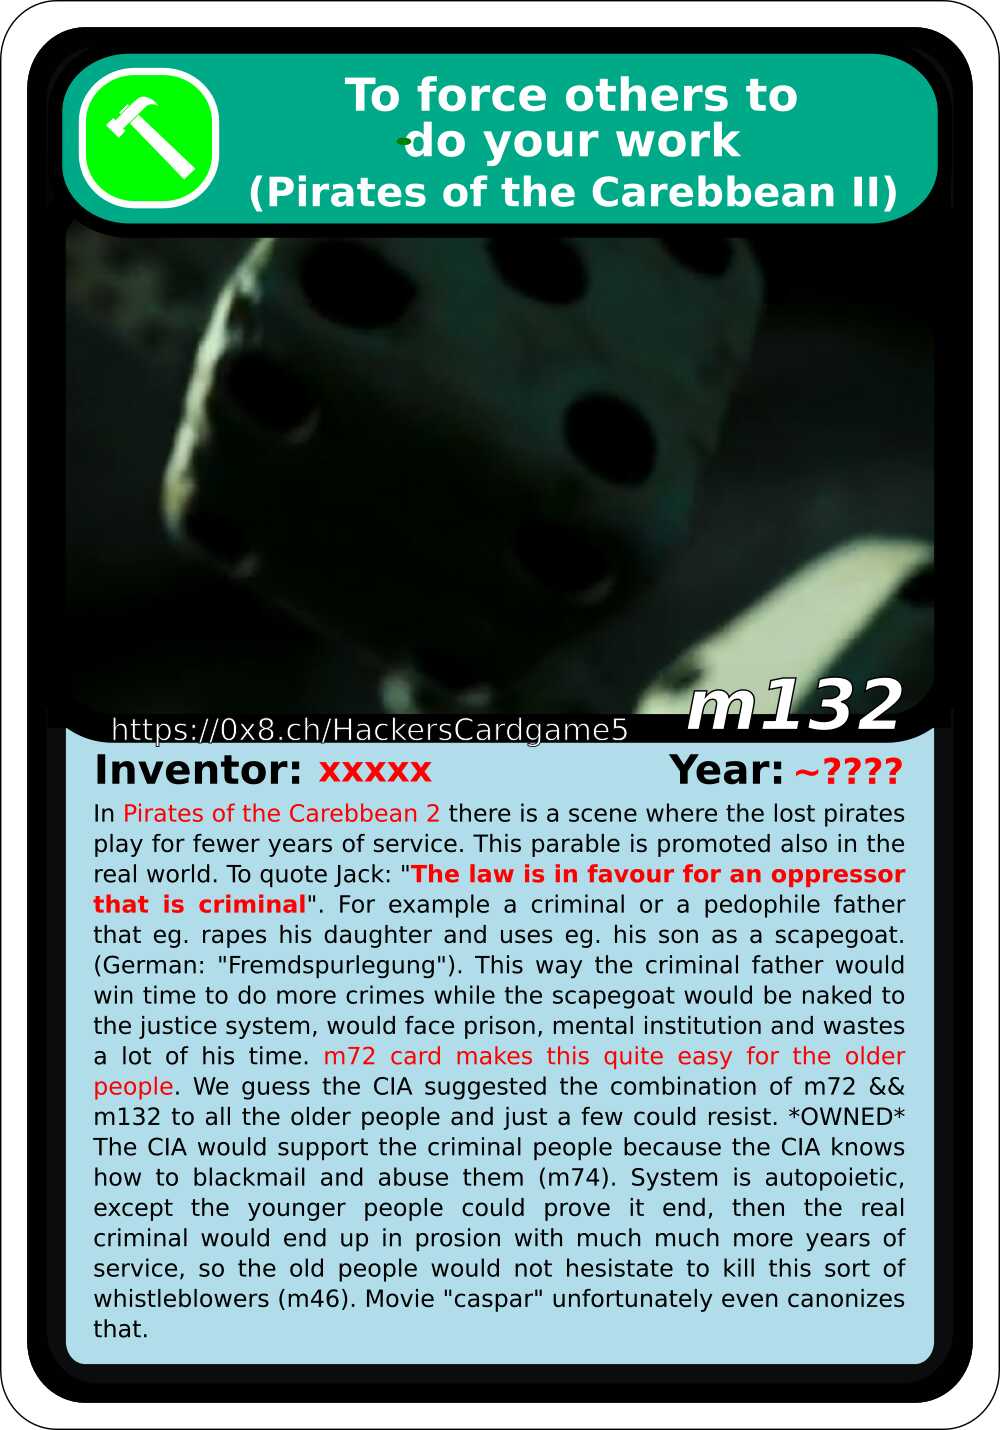 To force others to
do your work
(Pirates of the Carebbean II)
m132
https://0x8.ch/HackersCardgame5
Inventor: xxxxx Year: ~????
In Pirates of the Carebbean 2 there is a scene where the lost pirates
play for fewer years of service. This parable is promoted also in the
real world. To quote Jack: "The law is in favour for an oppressor
that is criminal". For example a criminal or a pedophile father
that eg. rapes his daughter and uses eg. his son as a scapegoat.
(German: "Fremdspurlegung"). This way the criminal father would
win time to do more crimes while the scapegoat would be naked to
the justice system, would face prison, mental institution and wastes
a lot of his time. m72 card makes this quite easy for the older
people. We guess the CIA suggested the combination of m72 &&
m132 to all the older people and just a few could resist. *OWNED*
The CIA would support the criminal people because the CIA knows
how to blackmail and abuse them (m74). System is autopoietic,
except the younger people could prove it end, then the real
criminal would end up in prosion with much much more years of
service, so the old people would not hesistate to kill this sort of
whistleblowers (m46). Movie "caspar" unfortunately even canonizes
that.